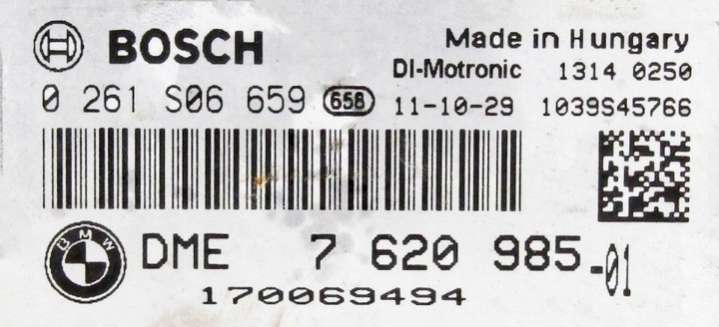 BOSCH
Made in Hungary
DI-Motronic 1314 0250
0 261 S06 659 658 11-10-29 1039S45766
BMW
DME 7 620 985-01
170069494